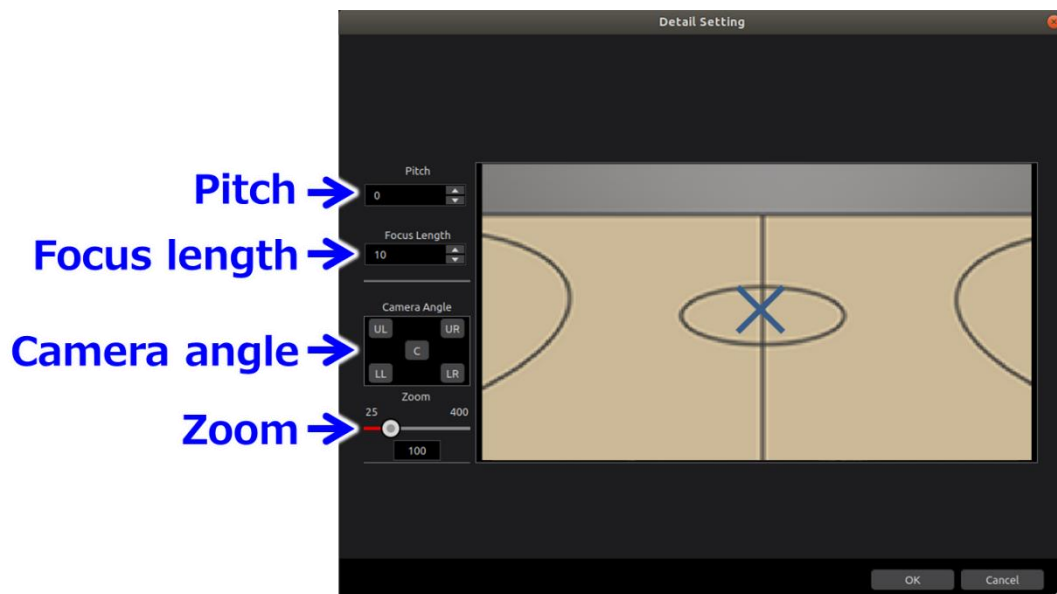 Detail Setting
Pitch
Pitch
0
Focus Length
Focus length
10
Camera Angle
UL UR
Camera angle
C
LL LR
Zoom
25 400
Zoom
100
OK Cancel